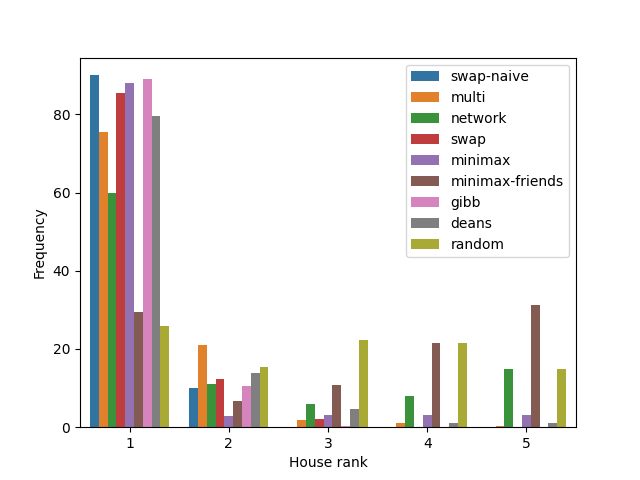 swap-naive
multi
network
swap
minimax
minimax-friends
gibb
deans
random
80
60
40
20
0
Frequency
1 2 3 4 5
House rank